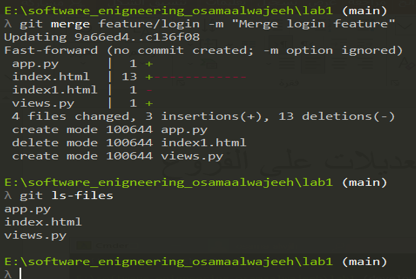 E:\software_enigneering_osamaalwajeeh\lab1 (main)
λ git merge feature/login -m "Merge login feature"
Updating 9a66ed4..c136f08
Fast-forward (no commit created; -m option ignored)
app.py | 1 +
index.html | 13 +------------
index1.html | 1 -
views.py | 1 +
4 files changed, 3 insertions(+), 13 deletions(-)
create mode 100644 app.py
delete mode 100644 index1.html
create mode 100644 views.py
E:\software_enigneering_osamaalwajeeh\lab1 (main)
λ git ls-files
app.py
index.html
views.py
E:\software_enigneering_osamaalwajeeh\lab1 (main)
λ